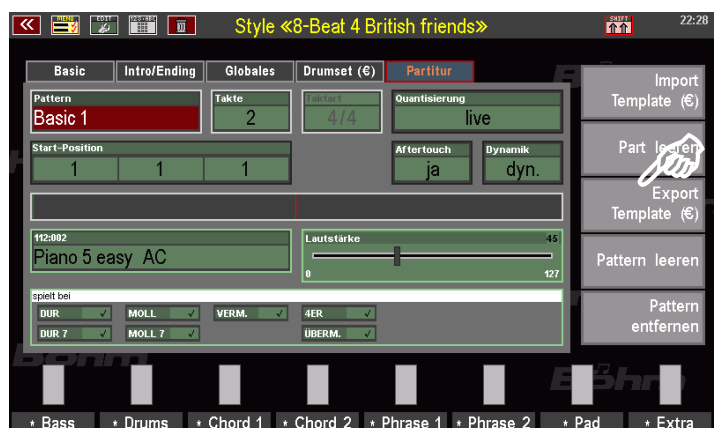 MENU EDIT 123:ABC
Style «8-Beat 4 British friends»
SHIFT
22:28
Basic Intro/Ending Globales Drumset (€) Partitur
Pattern
Basic 1
Takte
2
Taktart
4/4
Quantisierung
live
Start-Position
1 1 1
Aftertouch
ja
Dynamik
dyn.
112:002
Piano 5 easy AC
Lautstärke 45
0 127
spielt bei
DUR ✓ MOLL ✓ VERM. ✓ 4ER ✓
DUR 7 ✓ MOLL 7 ✓ ÜBERM. ✓
Import
Template (€)
Part leeren
Export
Template (€)
Pattern leeren
Pattern
entfernen
Böhm
Böhm
* Bass * Drums * Chord 1 * Chord 2 * Phrase 1 * Phrase 2 * Pad * Extra